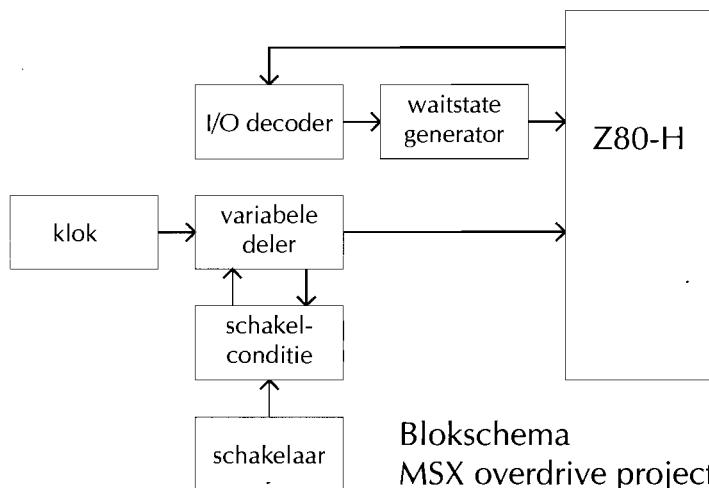 I/O decoder
waitstate
generator
Z80-H
klok
variabele
deler
schakel-
conditie
schakelaar
Blokschema
MSX overdrive project